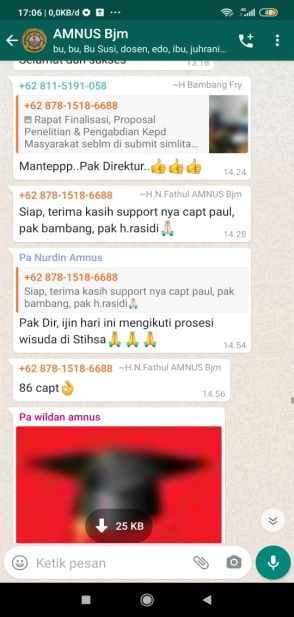 17:06 | 0,0KB/d
4G
48
AMNUS Bjm
bu, bu, Bu Susi, dosen, edo, ibu, juhrani...
Selamat dan sukses
13.18
+62 811-5191-058 ~H Bambang Fry
+62 878-1518-6688
Rapat Finalisasi, Proposal
Penelitian & Pengabdian Kepd
Masyarakat seblm di submit simlita...
Manteppp..Pak Direktur..👍👍👍
14.24
+62 878-1518-6688 ~H.N.Fathul AMNUS Bjm
Siap, terima kasih support nya capt paul,
pak bambang, pak h.rasidi🙏🏻
14.28
Pa Nurdin Amnus
+62 878-1518-6688
Siap, terima kasih support nya capt paul, pak
bambang, pak h.rasidi🙏🏻
Pak Dir, ijin hari ini mengikuti prosesi
wisuda di Stihsa🙏🙏🙏
14.54
+62 878-1518-6688 ~H.N.Fathul AMNUS Bjm
86 capt👌
14.56
Pa wildan amnus
25 KB
Ketik pesan